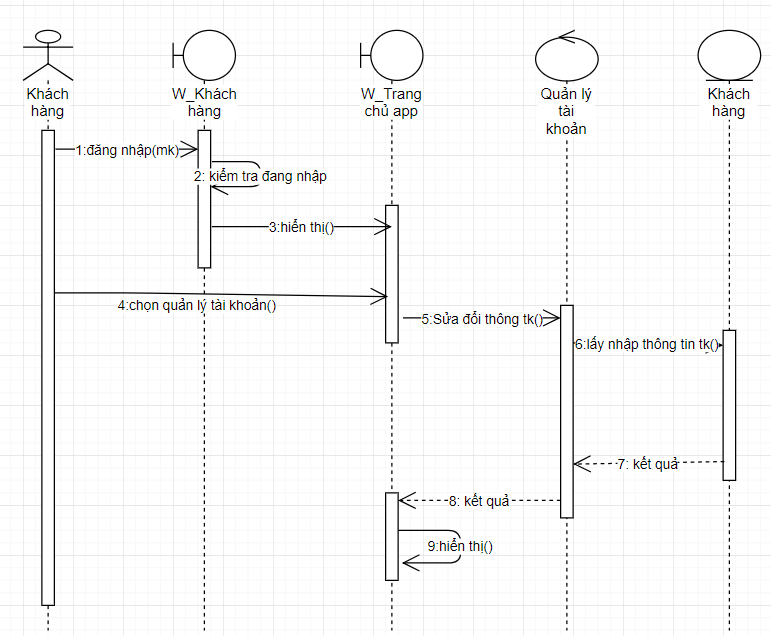 Khách
hàng
W_Khách
hàng
W_Trang
chủ app
Quản lý
tài
khoản
Khách
hàng
1:đăng nhập(mk)
2: kiểm tra đang nhập
3:hiển thị()
4:chọn quản lý tài khoản()
5:Sửa đổi thông tk()
6:lấy nhập thông tin tk()
7: kết quả
8: kết quả
9:hiển thị()